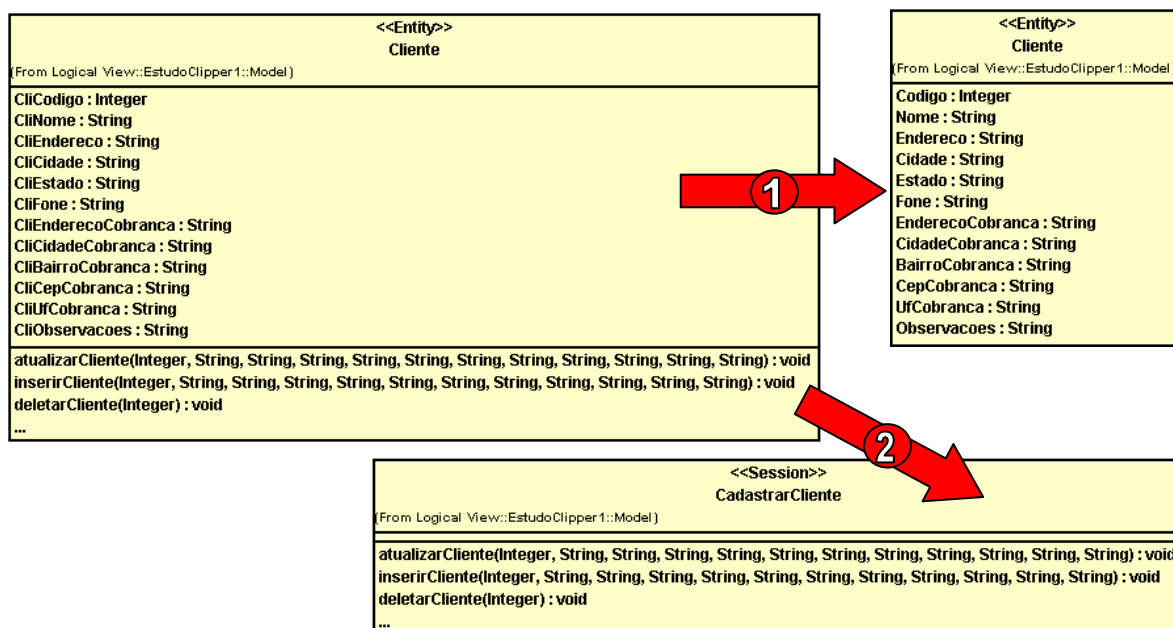 <<Entity>>
Cliente
(From Logical View::EstudoClipper1::Model)
CliCodigo : Integer
CliNome : String
CliEndereco : String
CliCidade : String
CliEstado : String
CliFone : String
CliEnderecoCobranca : String
CliCidadeCobranca : String
CliBairroCobranca : String
CliCepCobranca : String
CliUfCobranca : String
CliObservacoes : String
atualizarCliente(Integer, String, String, String, String, String, String, String, String, String, String, String) : void
inserirCliente(Integer, String, String, String, String, String, String, String, String, String, String, String) : void
deletarCliente(Integer) : void
...
1
<<Entity>>
Cliente
(From Logical View::EstudoClipper1::Model)
Codigo : Integer
Nome : String
Endereco : String
Cidade : String
Estado : String
Fone : String
EnderecoCobranca : String
CidadeCobranca : String
BairroCobranca : String
CepCobranca : String
UfCobranca : String
Observacoes : String
2
<<Session>>
CadastrarCliente
(From Logical View::EstudoClipper1::Model)
atualizarCliente(Integer, String, String, String, String, String, String, String, String, String, String, String) : void
inserirCliente(Integer, String, String, String, String, String, String, String, String, String, String, String) : void
deletarCliente(Integer) : void
...